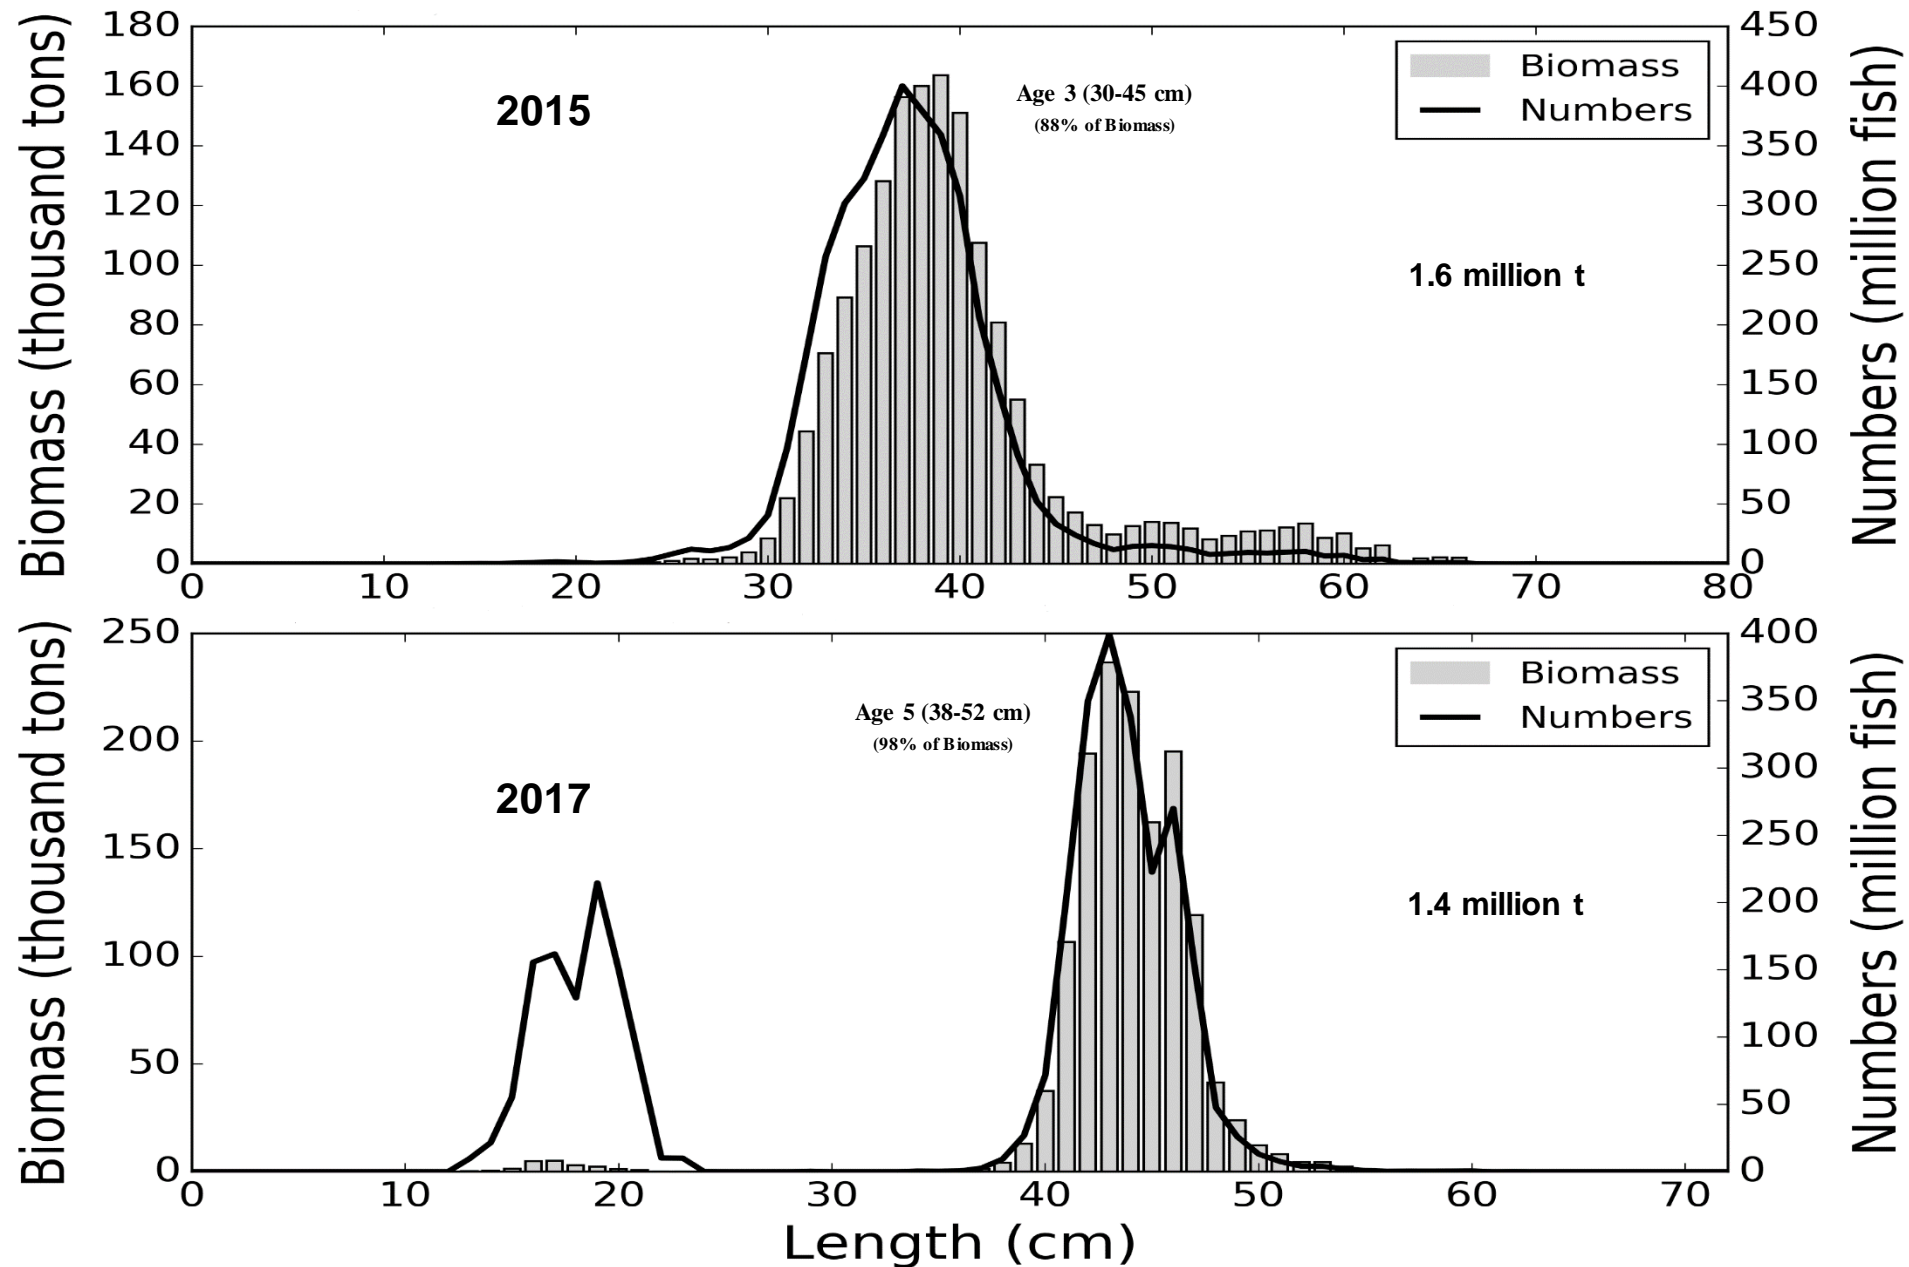 180
160
140
120
100
80
60
40
20
0
Biomass (thousand tons)
2015
Age 3 (30-45 cm)
(88% of Biomass)
Biomass
Numbers
1.6 million t
450
400
350
300
250
200
150
100
50
0
Numbers (million fish)
0 10 20 30 40 50 60 70 80
250
200
150
100
50
0
Biomass (thousand tons)
2017
Age 5 (38-52 cm)
(98% of Biomass)
Biomass
Numbers
1.4 million t
400
350
300
250
200
150
100
50
0
Numbers (million fish)
0 10 20 30 40 50 60 70
Length (cm)